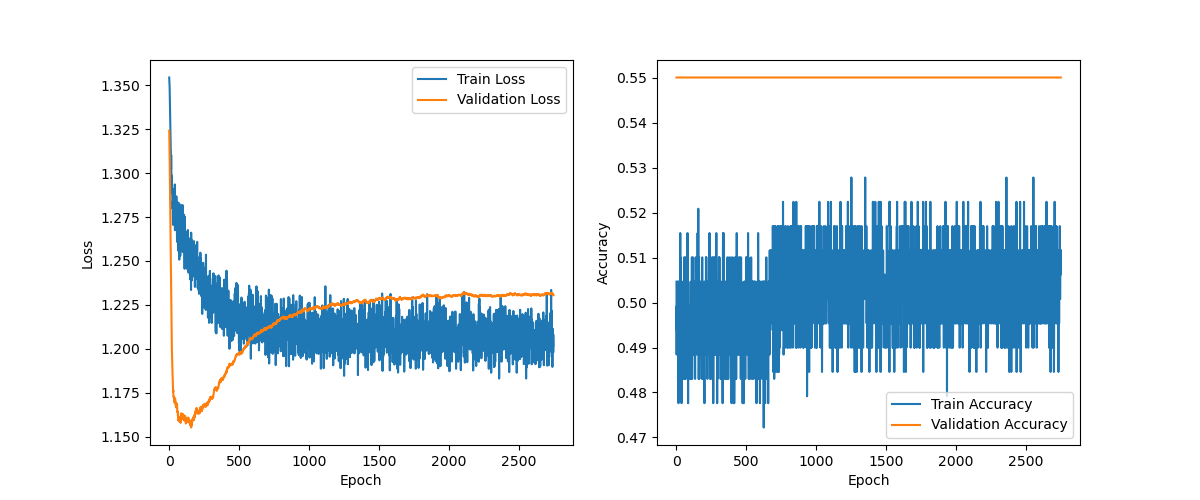 Train Loss
Validation Loss
1.350
1.325
1.300
1.275
1.250
1.225
1.200
1.175
1.150
Loss
0 500 1000 1500 2000 2500
Epoch
0.55
0.54
0.53
0.52
0.51
0.50
0.49
0.48
0.47
Accuracy
Train Accuracy
Validation Accuracy
0 500 1000 1500 2000 2500
Epoch